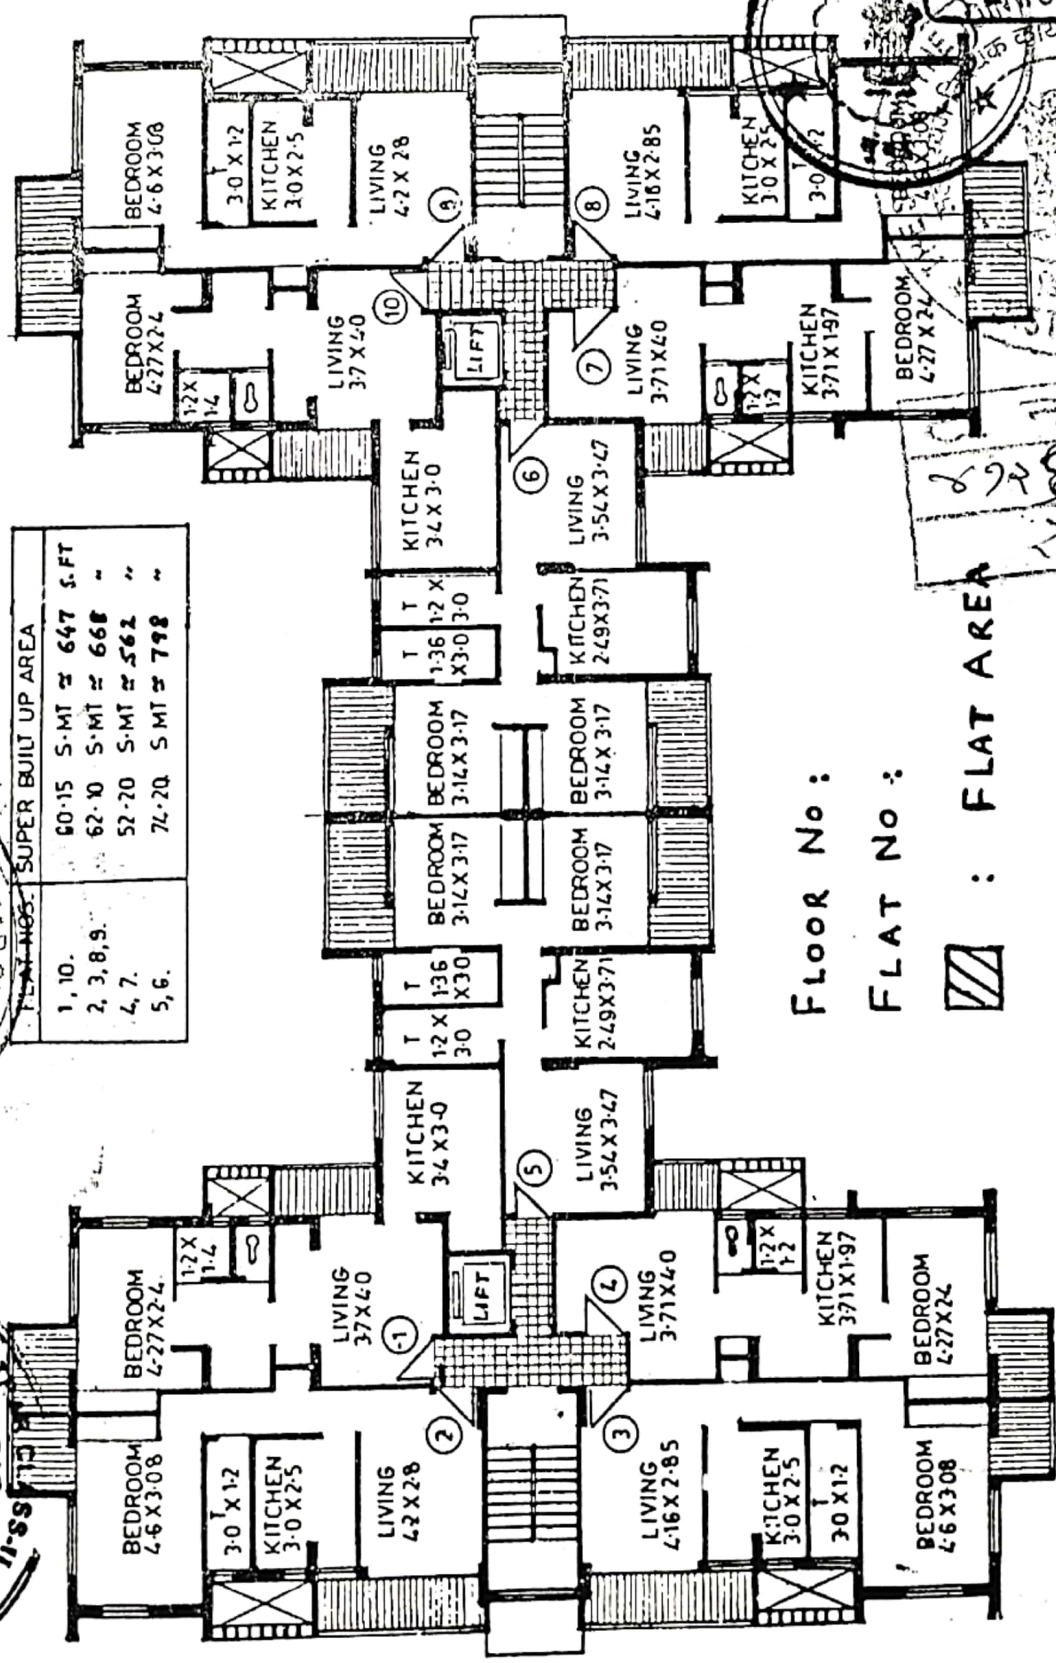 FLAT NOS. SUPER BUILT UP AREA
1, 10. 60·15 S·MT ≃ 647 S.FT
2, 3, 8, 9. 62·10 S·MT ≃ 668 "
4, 7. 52·20 S·MT ≃ 562 "
5, 6. 74·20 S MT ≃ 798 "
BEDROOM
4·6 X 3·08
T
3·0 X 1·2
KITCHEN
3·0 X 2·5
LIVING
4·2 X 2·8
2
BEDROOM
4·27 X 2·4
1·2 X
1·4
LIVING
3·7 X 4·0
1
LIFT
KITCHEN
3·4 X 3·0
T
1·2 X
3·0
T
1·36
X 3·0
BEDROOM
3·14 X 3·17
BEDROOM
3·14 X 3·17
T
1·36
X 3·0
T
1·2 X
3·0
KITCHEN
3·4 X 3·0
BEDROOM
4·27 X 2·4
1·2 X
1·4
LIVING
3·7 X 4·0
10
LIFT
BEDROOM
4·6 X 3·08
T
3·0 X 1·2
KITCHEN
3·0 X 2·5
LIVING
4·2 X 2·8
9
3
LIVING
4·16 X 2·85
KITCHEN
3·0 X 2·5
T
3·0 X 1·2
BEDROOM
4·6 X 3·08
4
LIVING
3·71 X 4·0
1·2 X
1·2
KITCHEN
3·71 X 1·97
BEDROOM
4·27 X 2·4
5
LIVING
3·54 X 3·47
KITCHEN
2·49 X 3·71
BEDROOM
3·14 X 3·17
BEDROOM
3·14 X 3·17
KITCHEN
2·49 X 3·71
6
LIVING
3·54 X 3·47
7
LIVING
3·71 X 4·0
1·2 X
1·2
KITCHEN
3·71 X 1·97
BEDROOM
4·27 X 2·4
8
LIVING
4·16 X 2·85
KITCHEN
3·0 X 2·5
T
BEDROOM
FLOOR No :
FLAT No :
: FLAT AREA